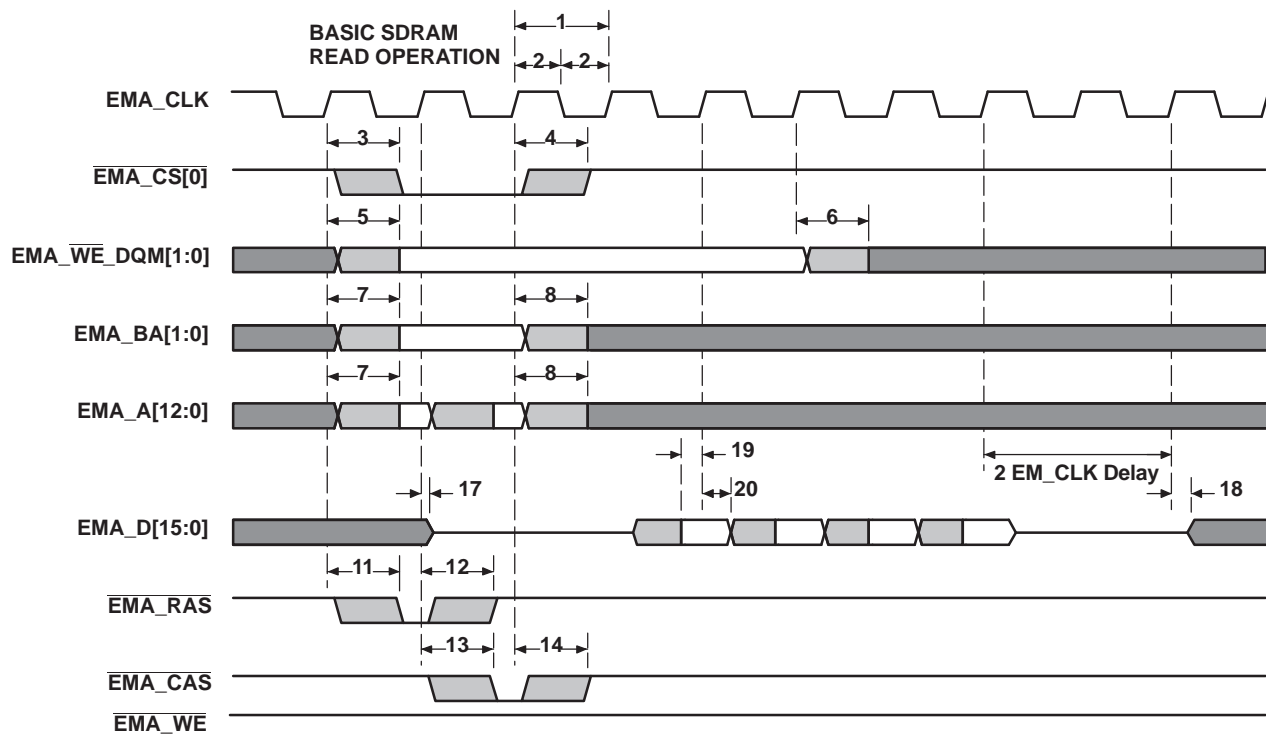 BASIC SDRAM
READ OPERATION
1
2 2
EMA_CLK
3 4
EMA_CS[0]
5 6
EMA_WE_DQM[1:0]
7 8
EMA_BA[1:0]
7 8
EMA_A[12:0]
19
2 EM_CLK Delay
17 20 18
EMA_D[15:0]
11 12
EMA_RAS
13 14
EMA_CAS
EMA_WE